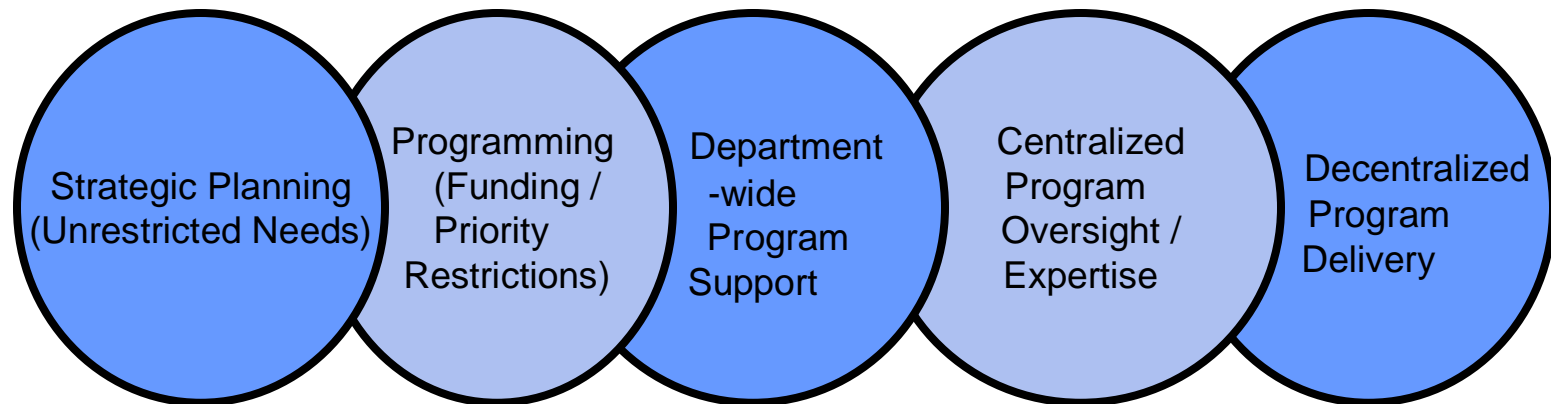 Strategic Planning
(Unrestricted Needs)
Programming
(Funding /
Priority
Restrictions)
Department
-wide
Program
Support
Centralized
Program
Oversight /
Expertise
Decentralized
Program
Delivery